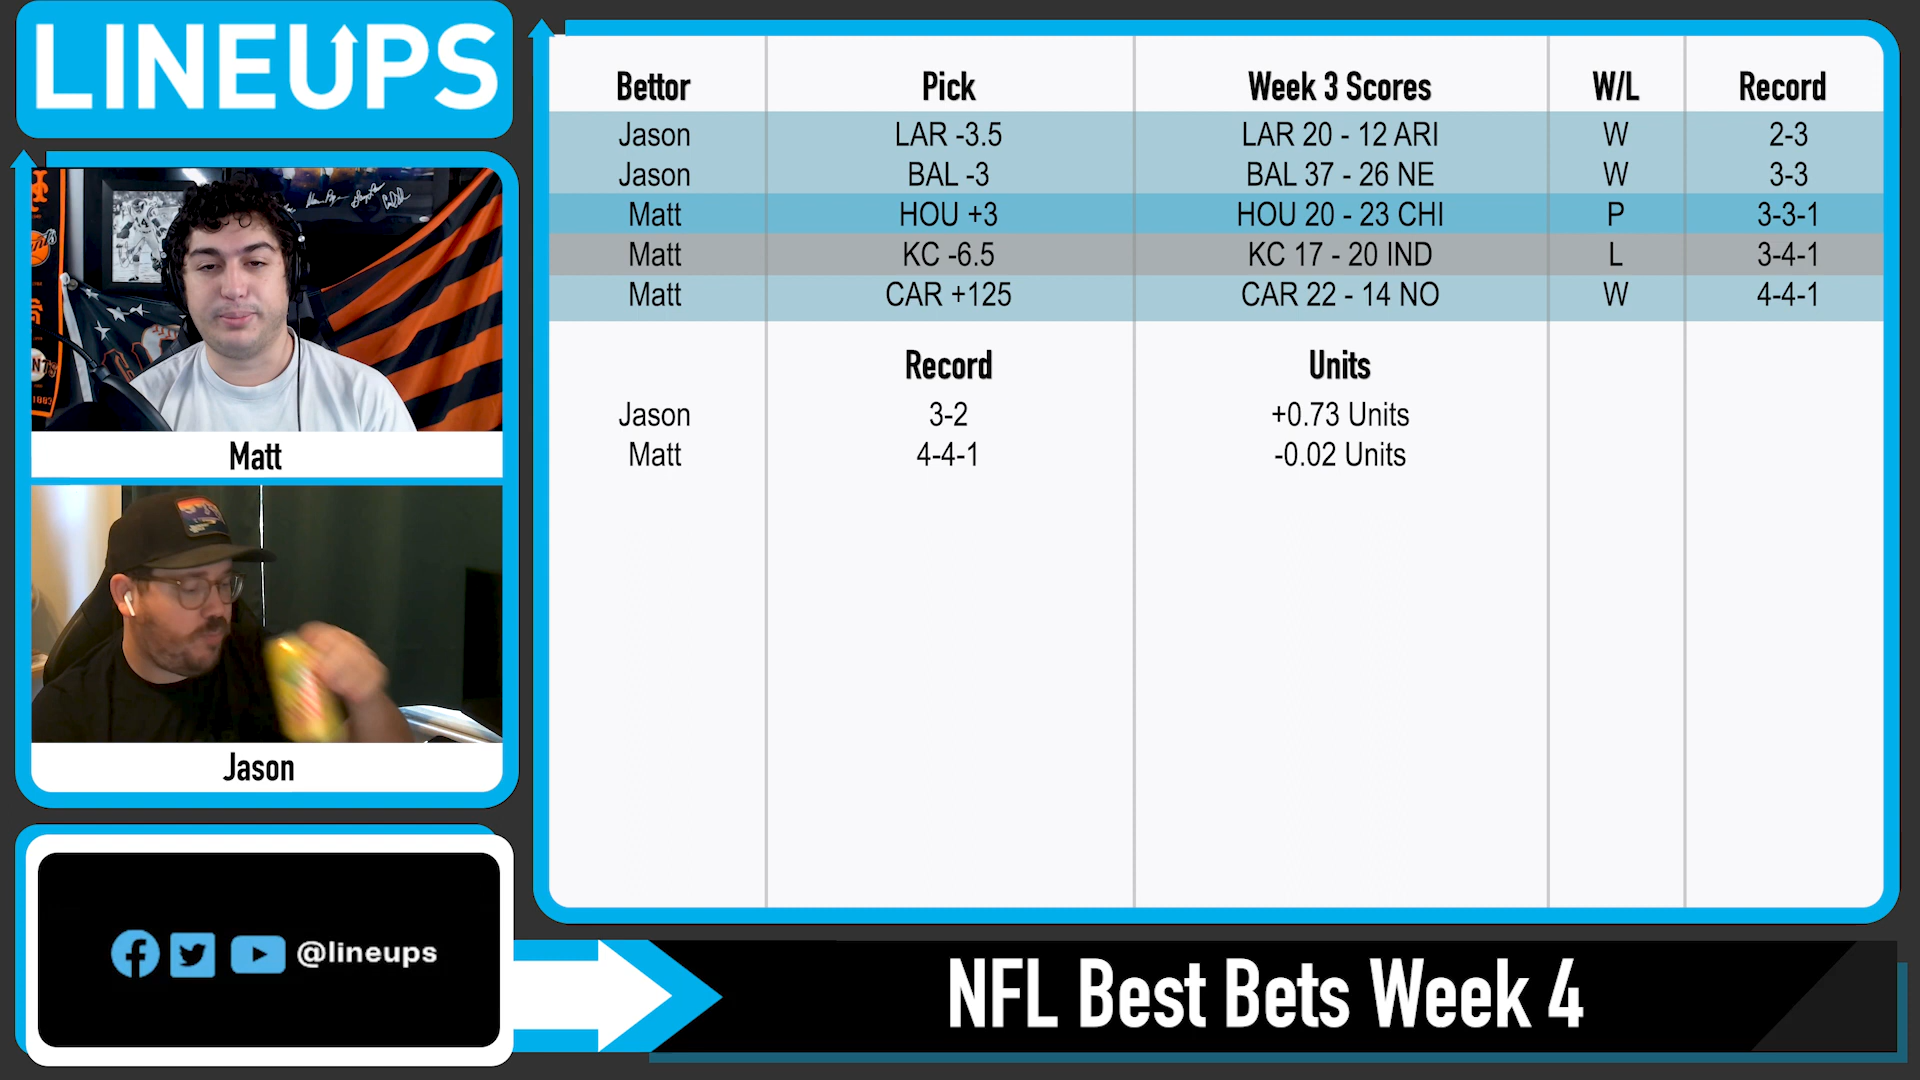 LINEUPS
Matt
Jason
@lineups
Bettor Pick Week 3 Scores W/L Record
Jason LAR -3.5 LAR 20 - 12 ARI W 2-3
Jason BAL -3 BAL 37 - 26 NE W 3-3
Matt HOU +3 HOU 20 - 23 CHI P 3-3-1
Matt KC -6.5 KC 17 - 20 IND L 3-4-1
Matt CAR +125 CAR 22 - 14 NO W 4-4-1
Record Units
Jason 3-2 +0.73 Units
Matt 4-4-1 -0.02 Units
NFL Best Bets Week 4